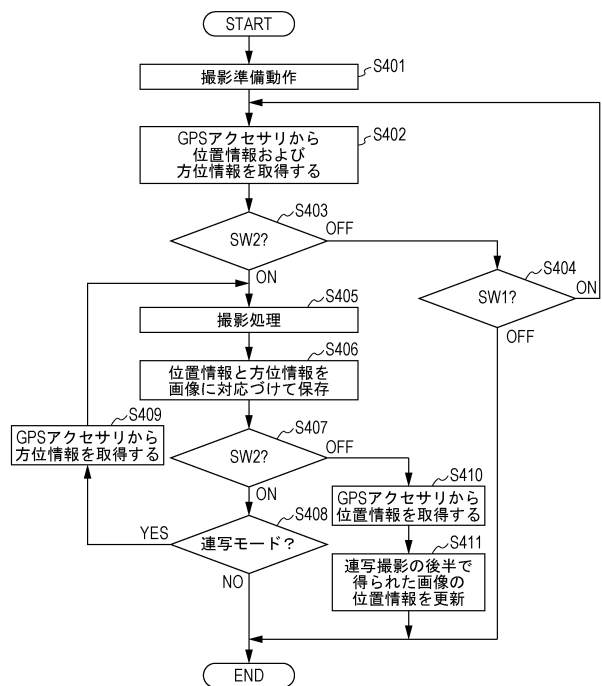 START
撮影準備動作
S401
GPSアクセサリから
位置情報および
方位情報を取得する
S402
SW2?
S403
OFF
ON
SW1?
S404
ON
OFF
撮影処理
S405
位置情報と方位情報を
画像に対応づけて保存
S406
GPSアクセサリから
方位情報を取得する
S409
SW2?
S407
OFF
ON
GPSアクセサリから
位置情報を取得する
S410
連写モード?
S408
YES
NO
連写撮影の後半で
得られた画像の
位置情報を更新
S411
END